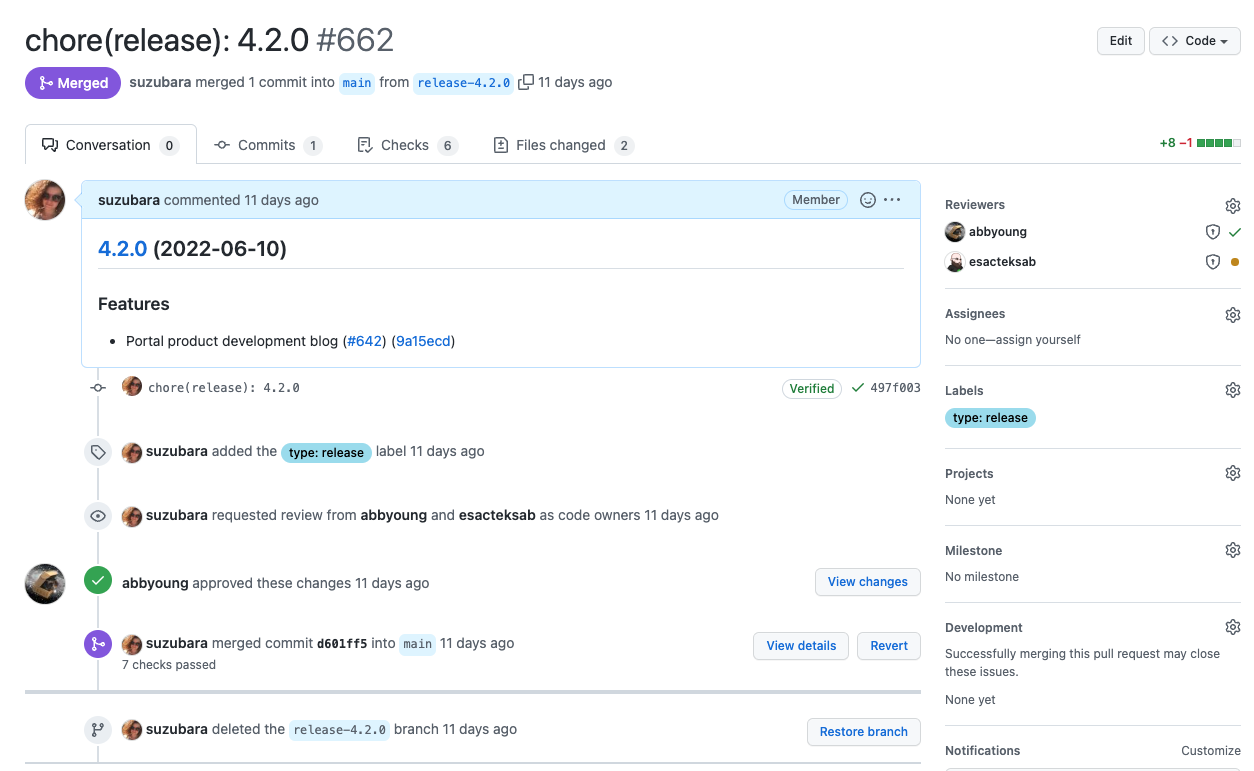 chore(release): 4.2.0 #662
Edit
Code
Merged
suzubara merged 1 commit into main from release-4.2.0 11 days ago
Conversation 0
Commits 1
Checks 6
Files changed 2
+8 −1
suzubara commented 11 days ago
Member
4.2.0 (2022-06-10)
Features
Portal product development blog (#642) (9a15ecd)
chore(release): 4.2.0
Verified
497f003
suzubara added the type: release label 11 days ago
suzubara requested review from abbyoung and esacteksab as code owners 11 days ago
abbyoung approved these changes 11 days ago
View changes
suzubara merged commit d601ff5 into main 11 days ago
7 checks passed
View details
Revert
suzubara deleted the release-4.2.0 branch 11 days ago
Restore branch
Reviewers
abbyoung
esacteksab
Assignees
No one—assign yourself
Labels
type: release
Projects
None yet
Milestone
No milestone
Development
Successfully merging this pull request may close
these issues.
None yet
Notifications
Customize